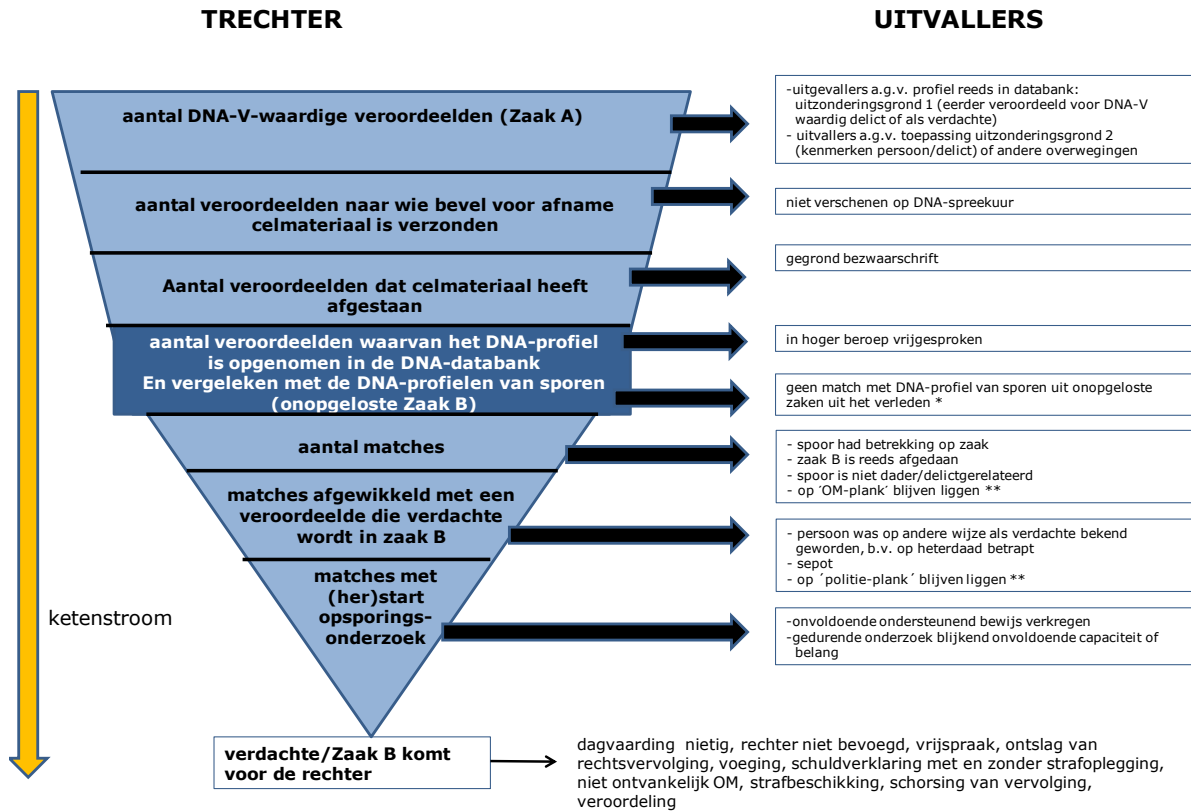 TRECHTER
UITVALLERS
aantal DNA-V-waardige veroordeelden (Zaak A)
-uitgevallers a.g.v. profiel reeds in databank:
uitzonderingsgrond 1 (eerder veroordeeld voor DNA-V
waardig delict of als verdachte)
- uitvallers a.g.v. toepassing uitzonderingsgrond 2
(kenmerken persoon/delict) of andere overwegingen
aantal veroordeelden naar wie bevel voor afname
celmateriaal is verzonden
niet verschenen op DNA-spreekuur
Aantal veroordeelden dat celmateriaal heeft
afgestaan
gegrond bezwaarschrift
aantal veroordeelden waarvan het DNA-profiel
is opgenomen in de DNA-databank
En vergeleken met de DNA-profielen van sporen
(onopgeloste Zaak B)
in hoger beroep vrijgesproken
geen match met DNA-profiel van sporen uit onopgeloste
zaken uit het verleden *
aantal matches
- spoor had betrekking op zaak
- zaak B is reeds afgedaan
- spoor is niet dader/delictgerelateerd
- op ´OM-plank´ blijven liggen **
matches afgewikkeld met een
veroordeelde die verdachte
wordt in zaak B
- persoon was op andere wijze als verdachte bekend
geworden, b.v. op heterdaad betrapt
- sepot
- op ´politie-plank´ blijven liggen **
matches met
(her)start
opsporings-
onderzoek
-onvoldoende ondersteunend bewijs verkregen
-gedurende onderzoek blijkend onvoldoende capaciteit of
belang
ketenstroom
verdachte/Zaak B komt
voor de rechter
dagvaarding nietig, rechter niet bevoegd, vrijspraak, ontslag van
rechtsvervolging, voeging, schuldverklaring met en zonder strafoplegging,
niet ontvankelijk OM, strafbeschikking, schorsing van vervolging,
veroordeling